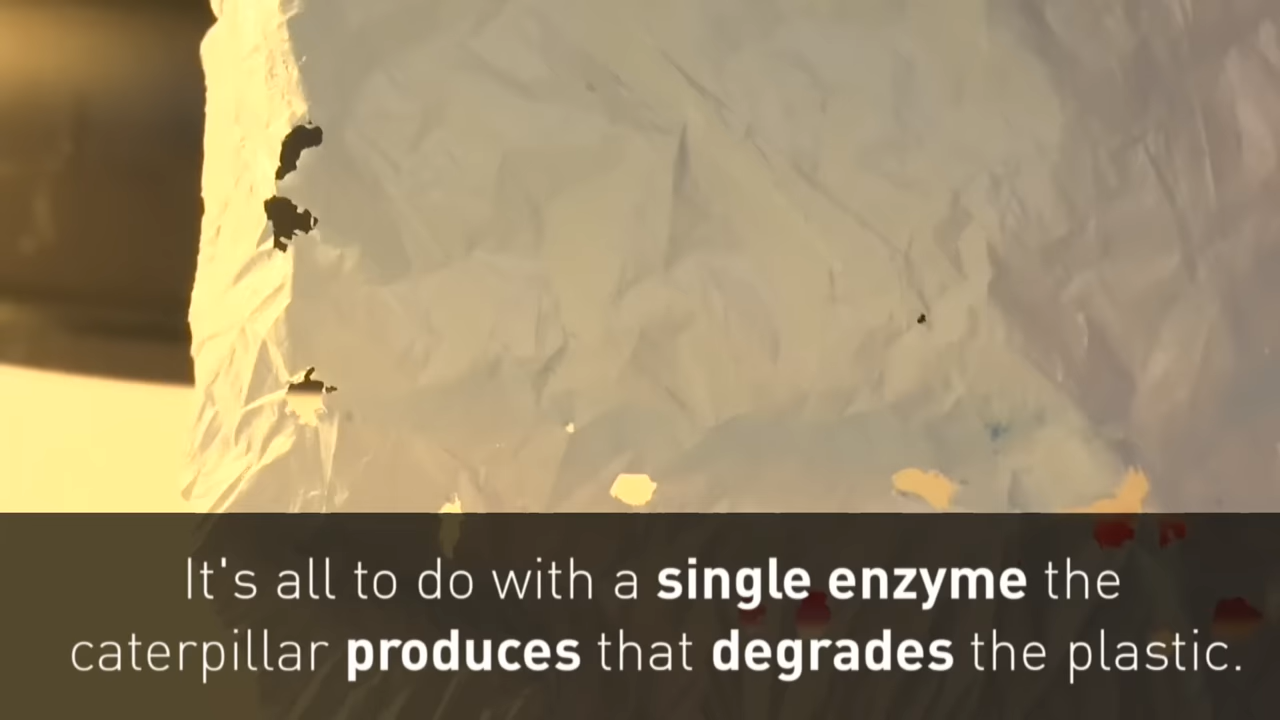 It's all to do with a single enzyme the
caterpillar produces that degrades the plastic.